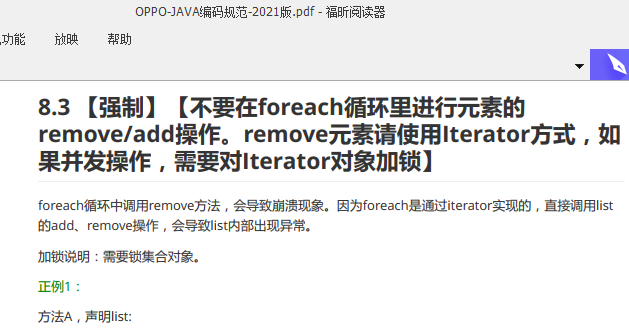 OPPO-JAVA编码规范-2021版.pdf - 福昕阅读器
功能 放映 帮助
8.3 【强制】【不要在foreach循环里进行元素的
remove/add操作。remove元素请使用Iterator方式，如
果并发操作，需要对Iterator对象加锁】
foreach循环中调用remove方法，会导致崩溃现象。因为foreach是通过iterator实现的，直接调用list
的add、remove操作，会导致list内部出现异常。
加锁说明：需要锁集合对象。
正例1：
方法A，声明list: